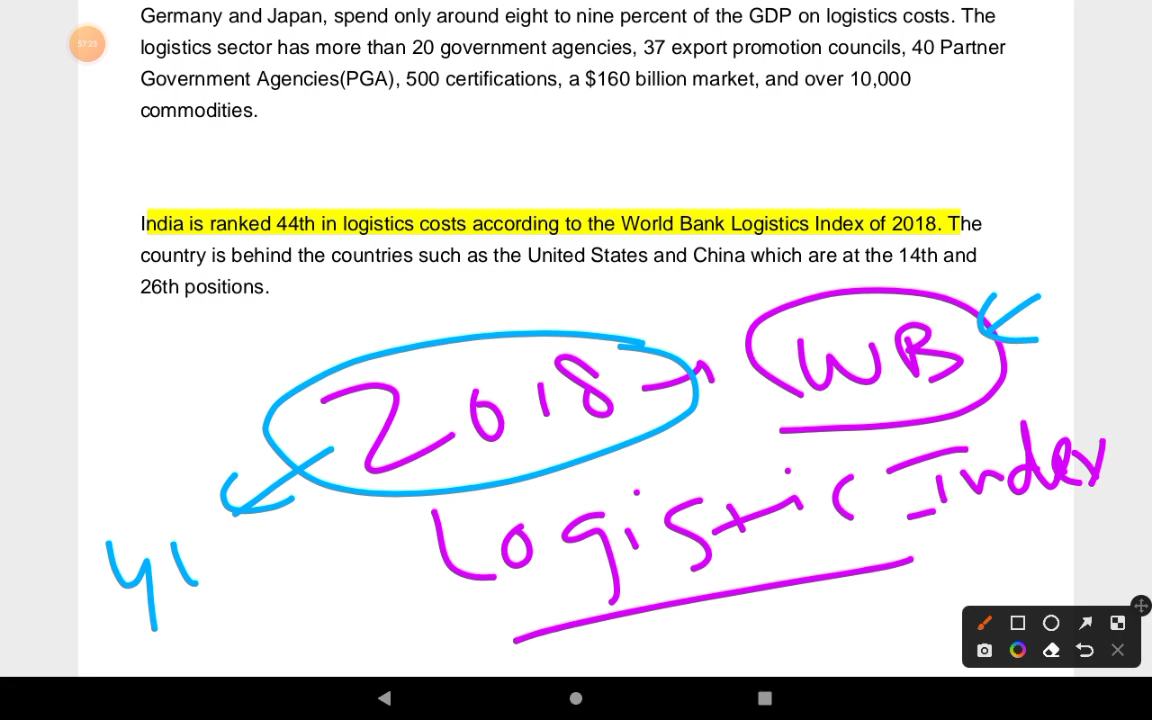 57:23
Germany and Japan, spend only around eight to nine percent of the GDP on logistics costs. The
logistics sector has more than 20 government agencies, 37 export promotion councils, 40 Partner
Government Agencies(PGA), 500 certifications, a $160 billion market, and over 10,000
commodities.
India is ranked 44th in logistics costs according to the World Bank Logistics Index of 2018. The
country is behind the countries such as the United States and China which are at the 14th and
26th positions.
2018 → WB
Logistic Index